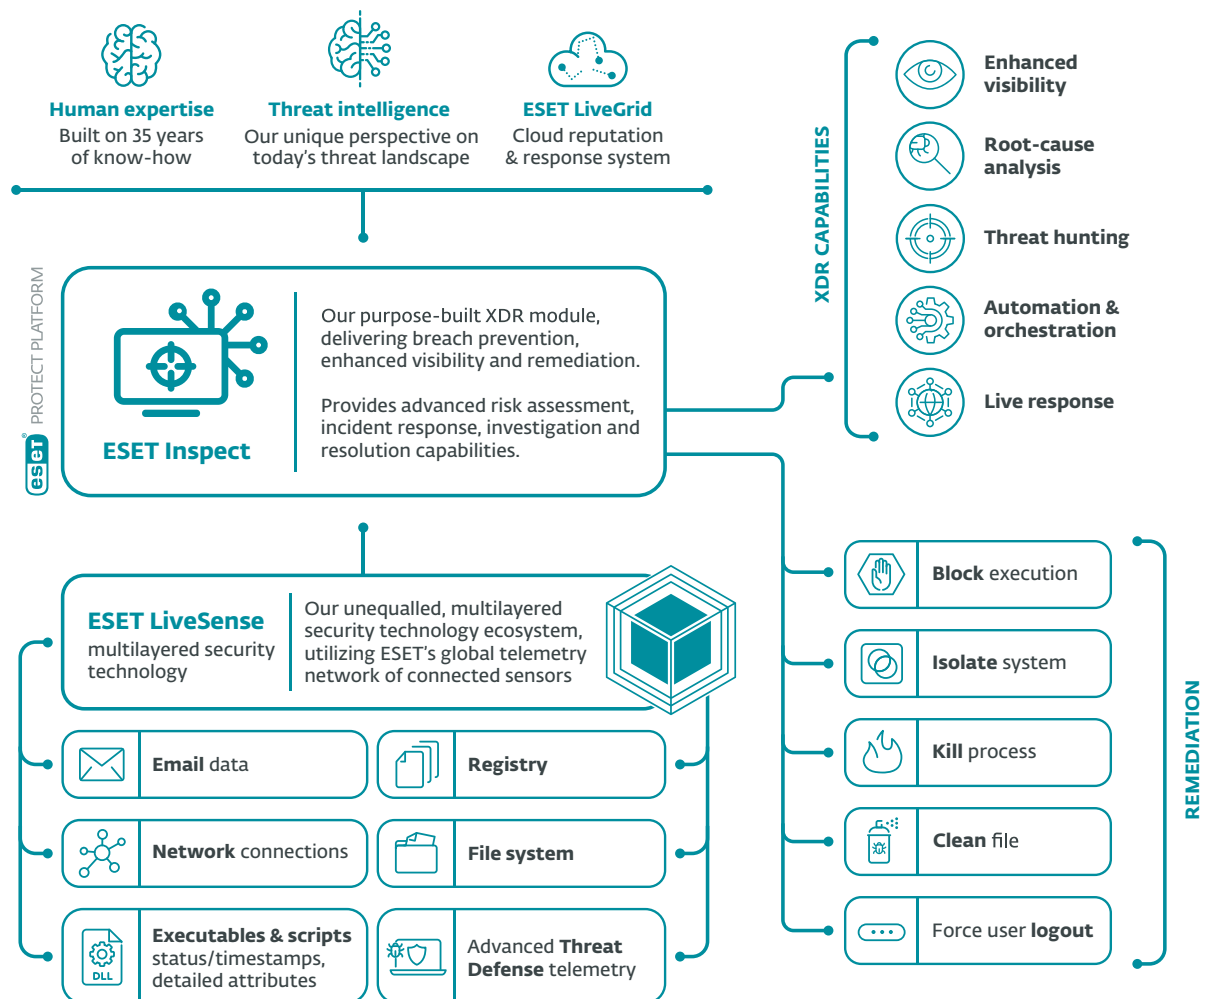 Human expertise
Built on 35 years
of know-how
Threat intelligence
Our unique perspective on
today's threat landscape
ESET LiveGrid
Cloud reputation
& response system
eset® PROTECT PLATFORM
ESET Inspect
Our purpose-built XDR module,
delivering breach prevention,
enhanced visibility and remediation.
Provides advanced risk assessment,
incident response, investigation and
resolution capabilities.
XDR CAPABILITIES
Enhanced
visibility
Root-cause
analysis
Threat hunting
Automation &
orchestration
Live response
ESET LiveSense
multilayered security
technology
Our unequalled, multilayered
security technology ecosystem,
utilizing ESET's global telemetry
network of connected sensors
Email data
Registry
Network connections
File system
DLL
Executables & scripts
status/timestamps,
detailed attributes
Advanced Threat
Defense telemetry
Block execution
Isolate system
Kill process
Clean file
Force user logout
REMEDIATION